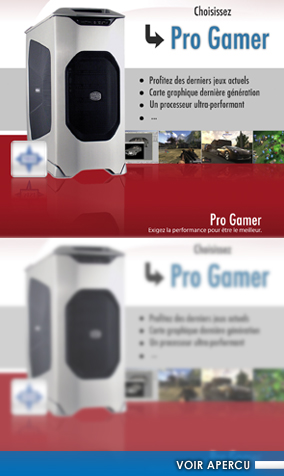 Choisissez
Pro Gamer
• Profitez des derniers jeux actuels
• Carte graphique dernière génération
• Un processeur ultra-performant
• ...
Pro Gamer
Exigez la performance pour être le meilleur.
Choisissez
Pro Gamer
• Profitez des derniers jeux actuels
• Carte graphique dernière génération
• Un processeur ultra-performant
• ...
VOIR APERCU